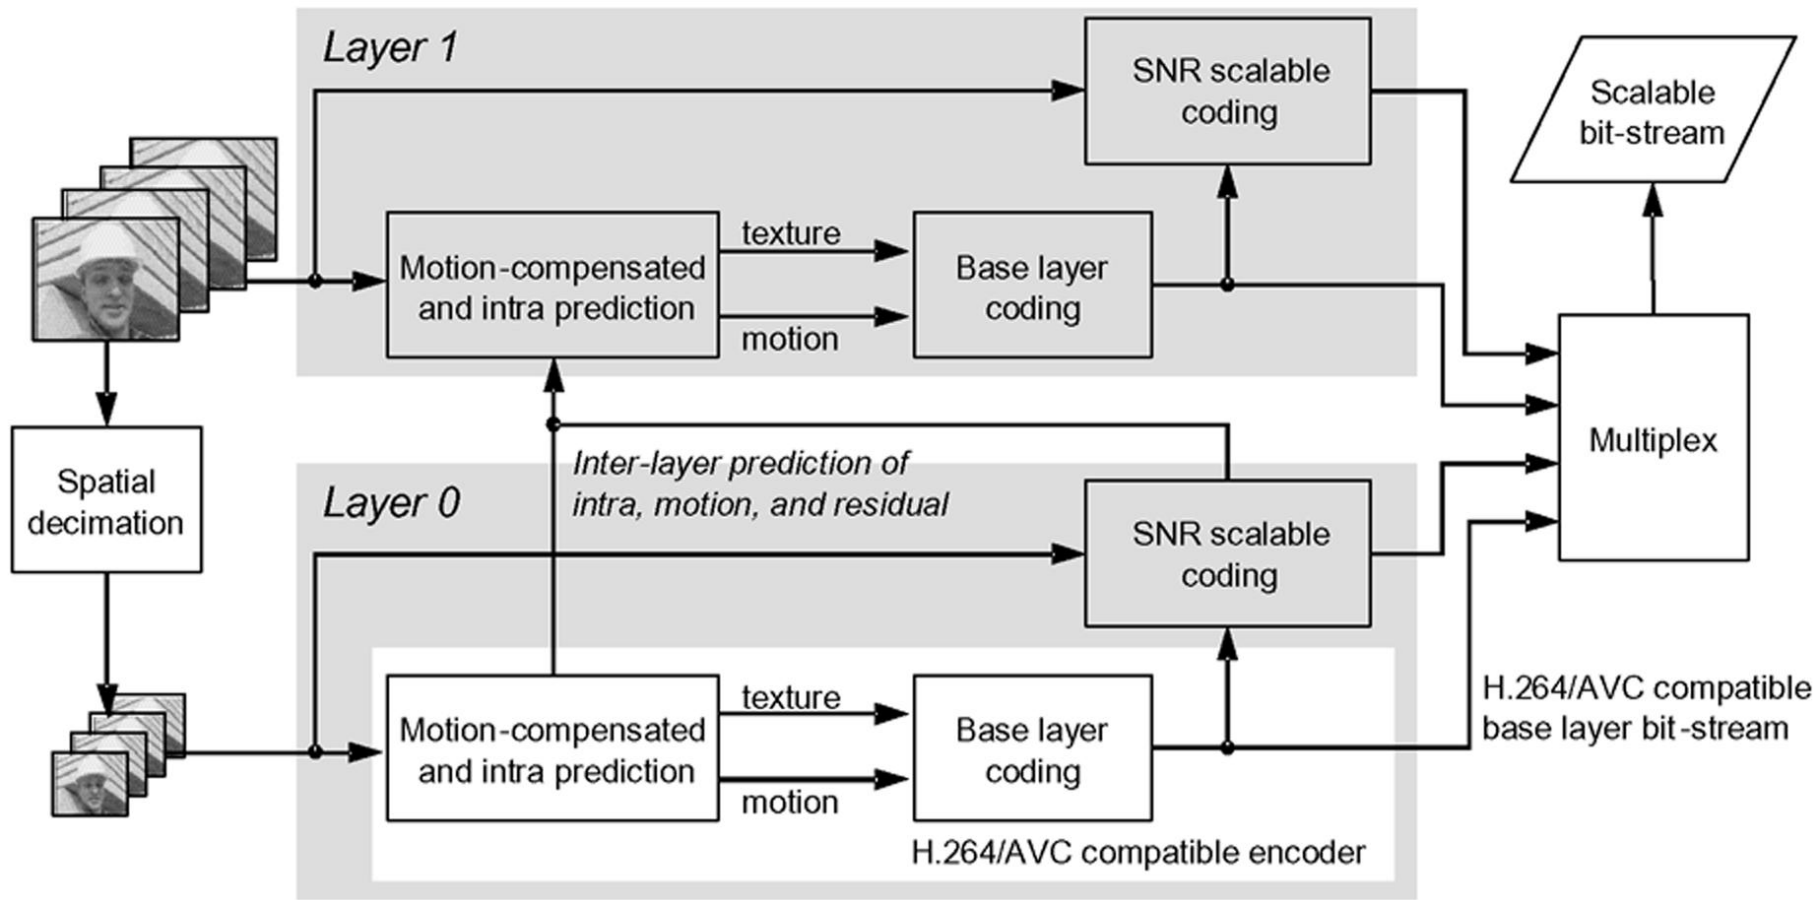 Layer 1
SNR scalable
coding
Scalable
bit-stream
Motion-compensated
and intra prediction
texture
motion
Base layer
coding
Multiplex
Spatial
decimation
Inter-layer prediction of
intra, motion, and residual
Layer 0
SNR scalable
coding
Motion-compensated
and intra prediction
texture
motion
Base layer
coding
H.264/AVC compatible
base layer bit-stream
H.264/AVC compatible encoder